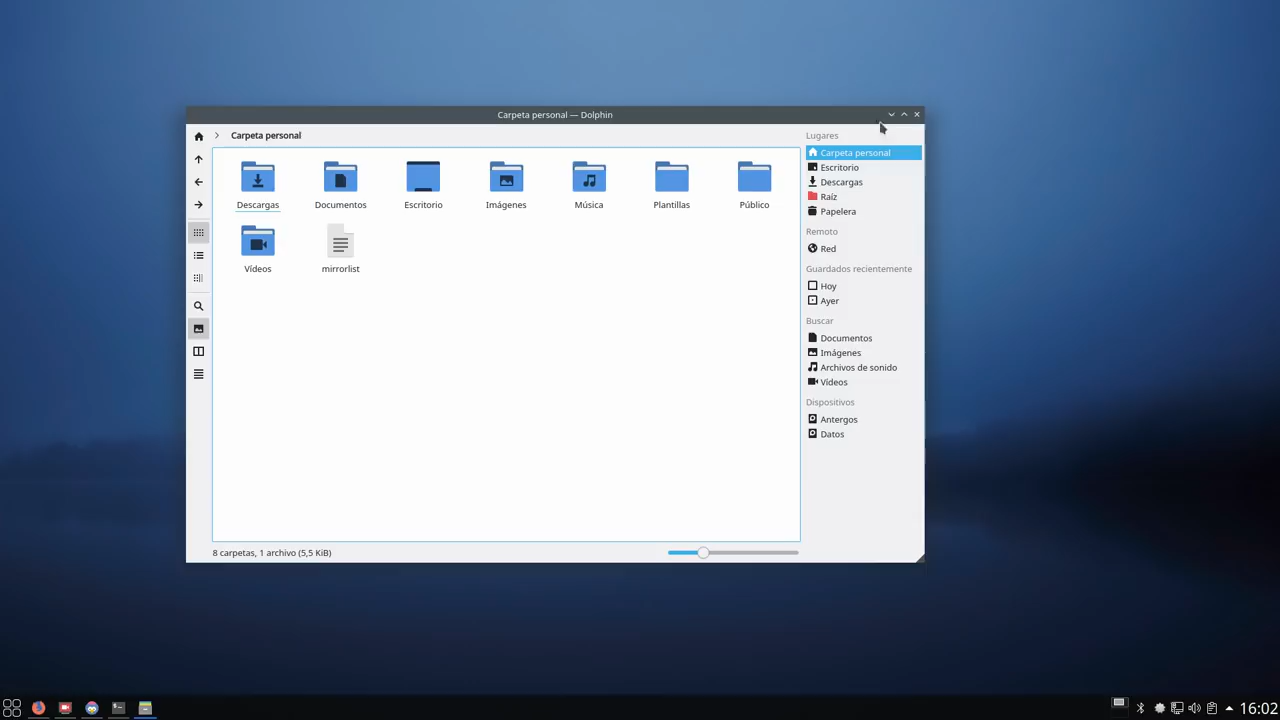 Carpeta personal — Dolphin
Carpeta personal
Descargas
Documentos
Escritorio
Imágenes
Música
Plantillas
Público
Vídeos
mirrorlist
8 carpetas, 1 archivo (5,5 KiB)
Lugares
Carpeta personal
Escritorio
Descargas
Raíz
Papelera
Remoto
Red
Guardados recientemente
Hoy
Ayer
Buscar
Documentos
Imágenes
Archivos de sonido
Vídeos
Dispositivos
Antergos
Datos
16:02